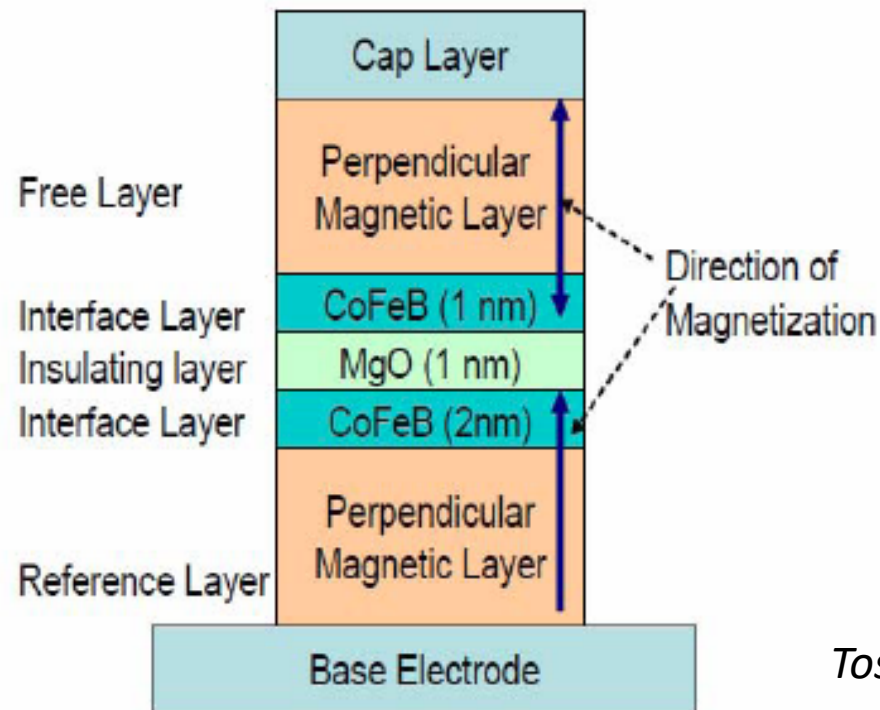 Cap Layer
Perpendicular
Magnetic Layer
Free Layer
Direction of
Magnetization
CoFeB (1 nm)
Interface Layer
MgO (1 nm)
Insulating layer
CoFeB (2nm)
Interface Layer
Perpendicular
Magnetic Layer
Reference Layer
Base Electrode